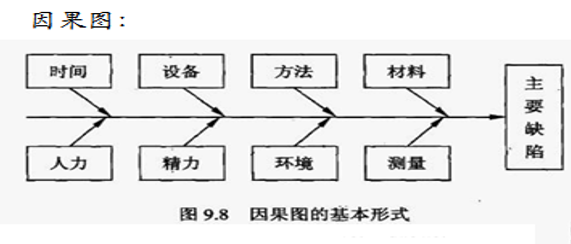 因果图：
时间 设备 方法 材料
主要缺陷
人力 精力 环境 测量
图 9.8 因果图的基本形式